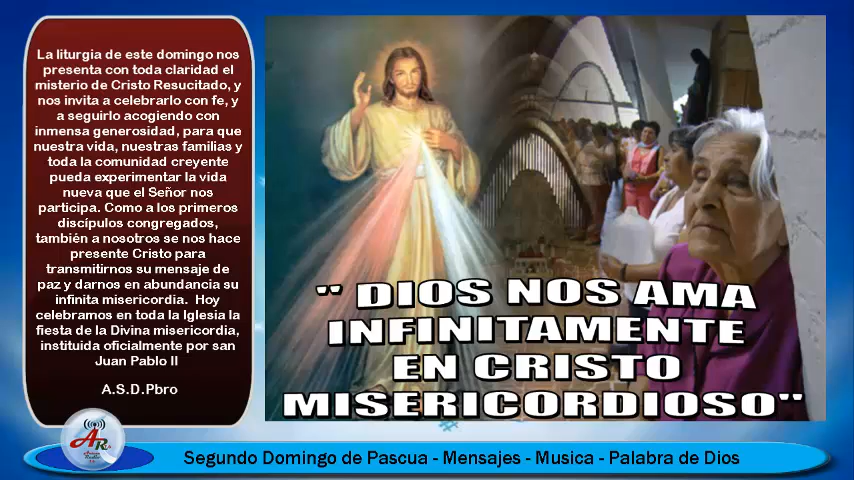 La liturgia de este domingo nos
presenta con toda claridad el
misterio de Cristo Resucitado, y
nos invita a celebrarlo con fe, y
a seguirlo acogiendo con
inmensa generosidad, para que
nuestra vida, nuestras familias y
toda la comunidad creyente
pueda experimentar la vida
nueva que el Señor nos
participa. Como a los primeros
discípulos congregados,
también a nosotros se nos hace
presente Cristo para
transmitirnos su mensaje de
paz y darnos en abundancia su
infinita misericordia. Hoy
celebramos en toda la Iglesia la
fiesta de la Divina misericordia,
instituida oficialmente por san
Juan Pablo II
A.S.D.Pbro
" DIOS NOS AMA
INFINITAMENTE
EN CRISTO
MISERICORDIOSO"
Segundo Domingo de Pascua - Mensajes - Musica - Palabra de Dios